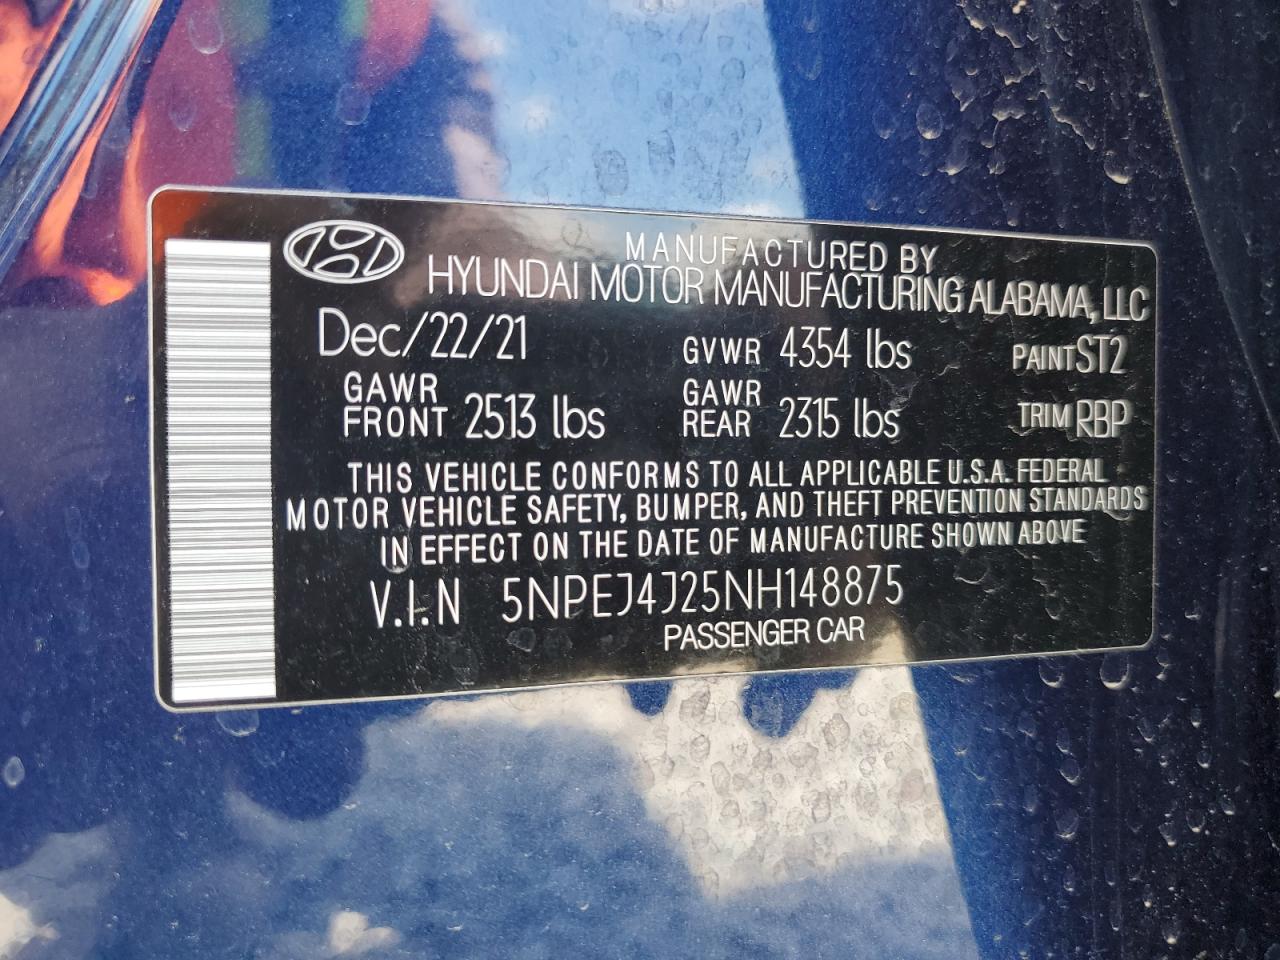 MANUFACTURED BY
HYUNDAI MOTOR MANUFACTURING ALABAMA, LLC
Dec/22/21 GVWR 4354 lbs PAINT ST2
GAWR FRONT 2513 lbs GAWR REAR 2315 lbs TRIM RBP
THIS VEHICLE CONFORMS TO ALL APPLICABLE U.S.A. FEDERAL
MOTOR VEHICLE SAFETY, BUMPER, AND THEFT PREVENTION STANDARDS
IN EFFECT ON THE DATE OF MANUFACTURE SHOWN ABOVE
V.I.N 5NPEJ4J25NH148875
PASSENGER CAR